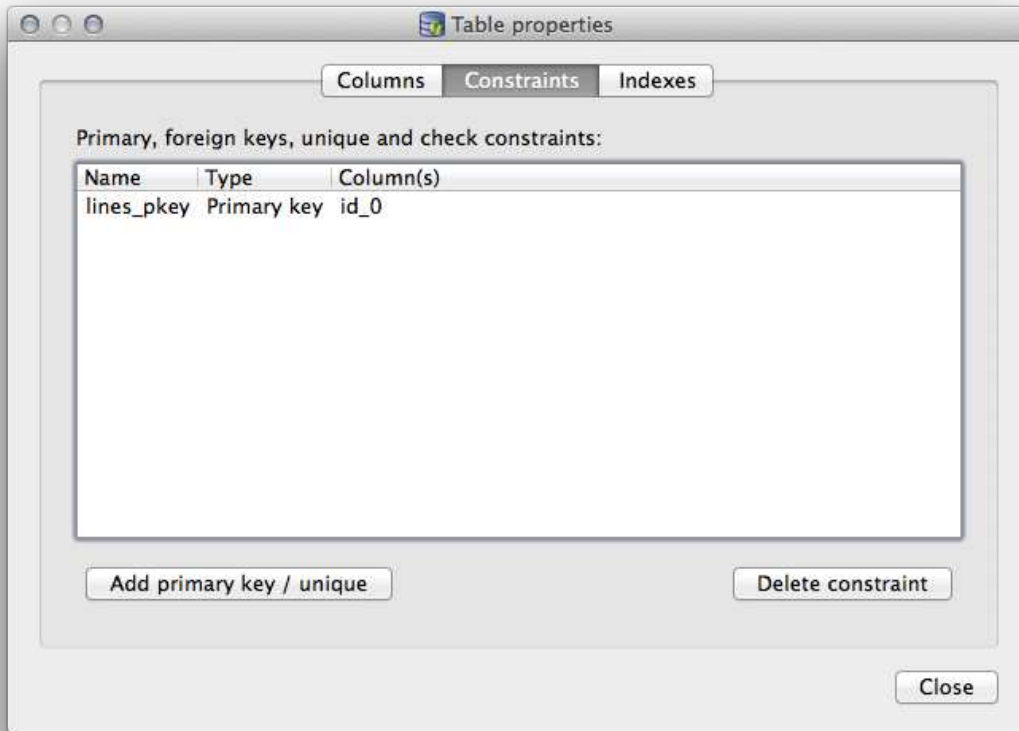 Table properties
Columns Constraints Indexes
Primary, foreign keys, unique and check constraints:
Name Type Column(s)
lines_pkey Primary key id_0
Add primary key / unique Delete constraint
Close